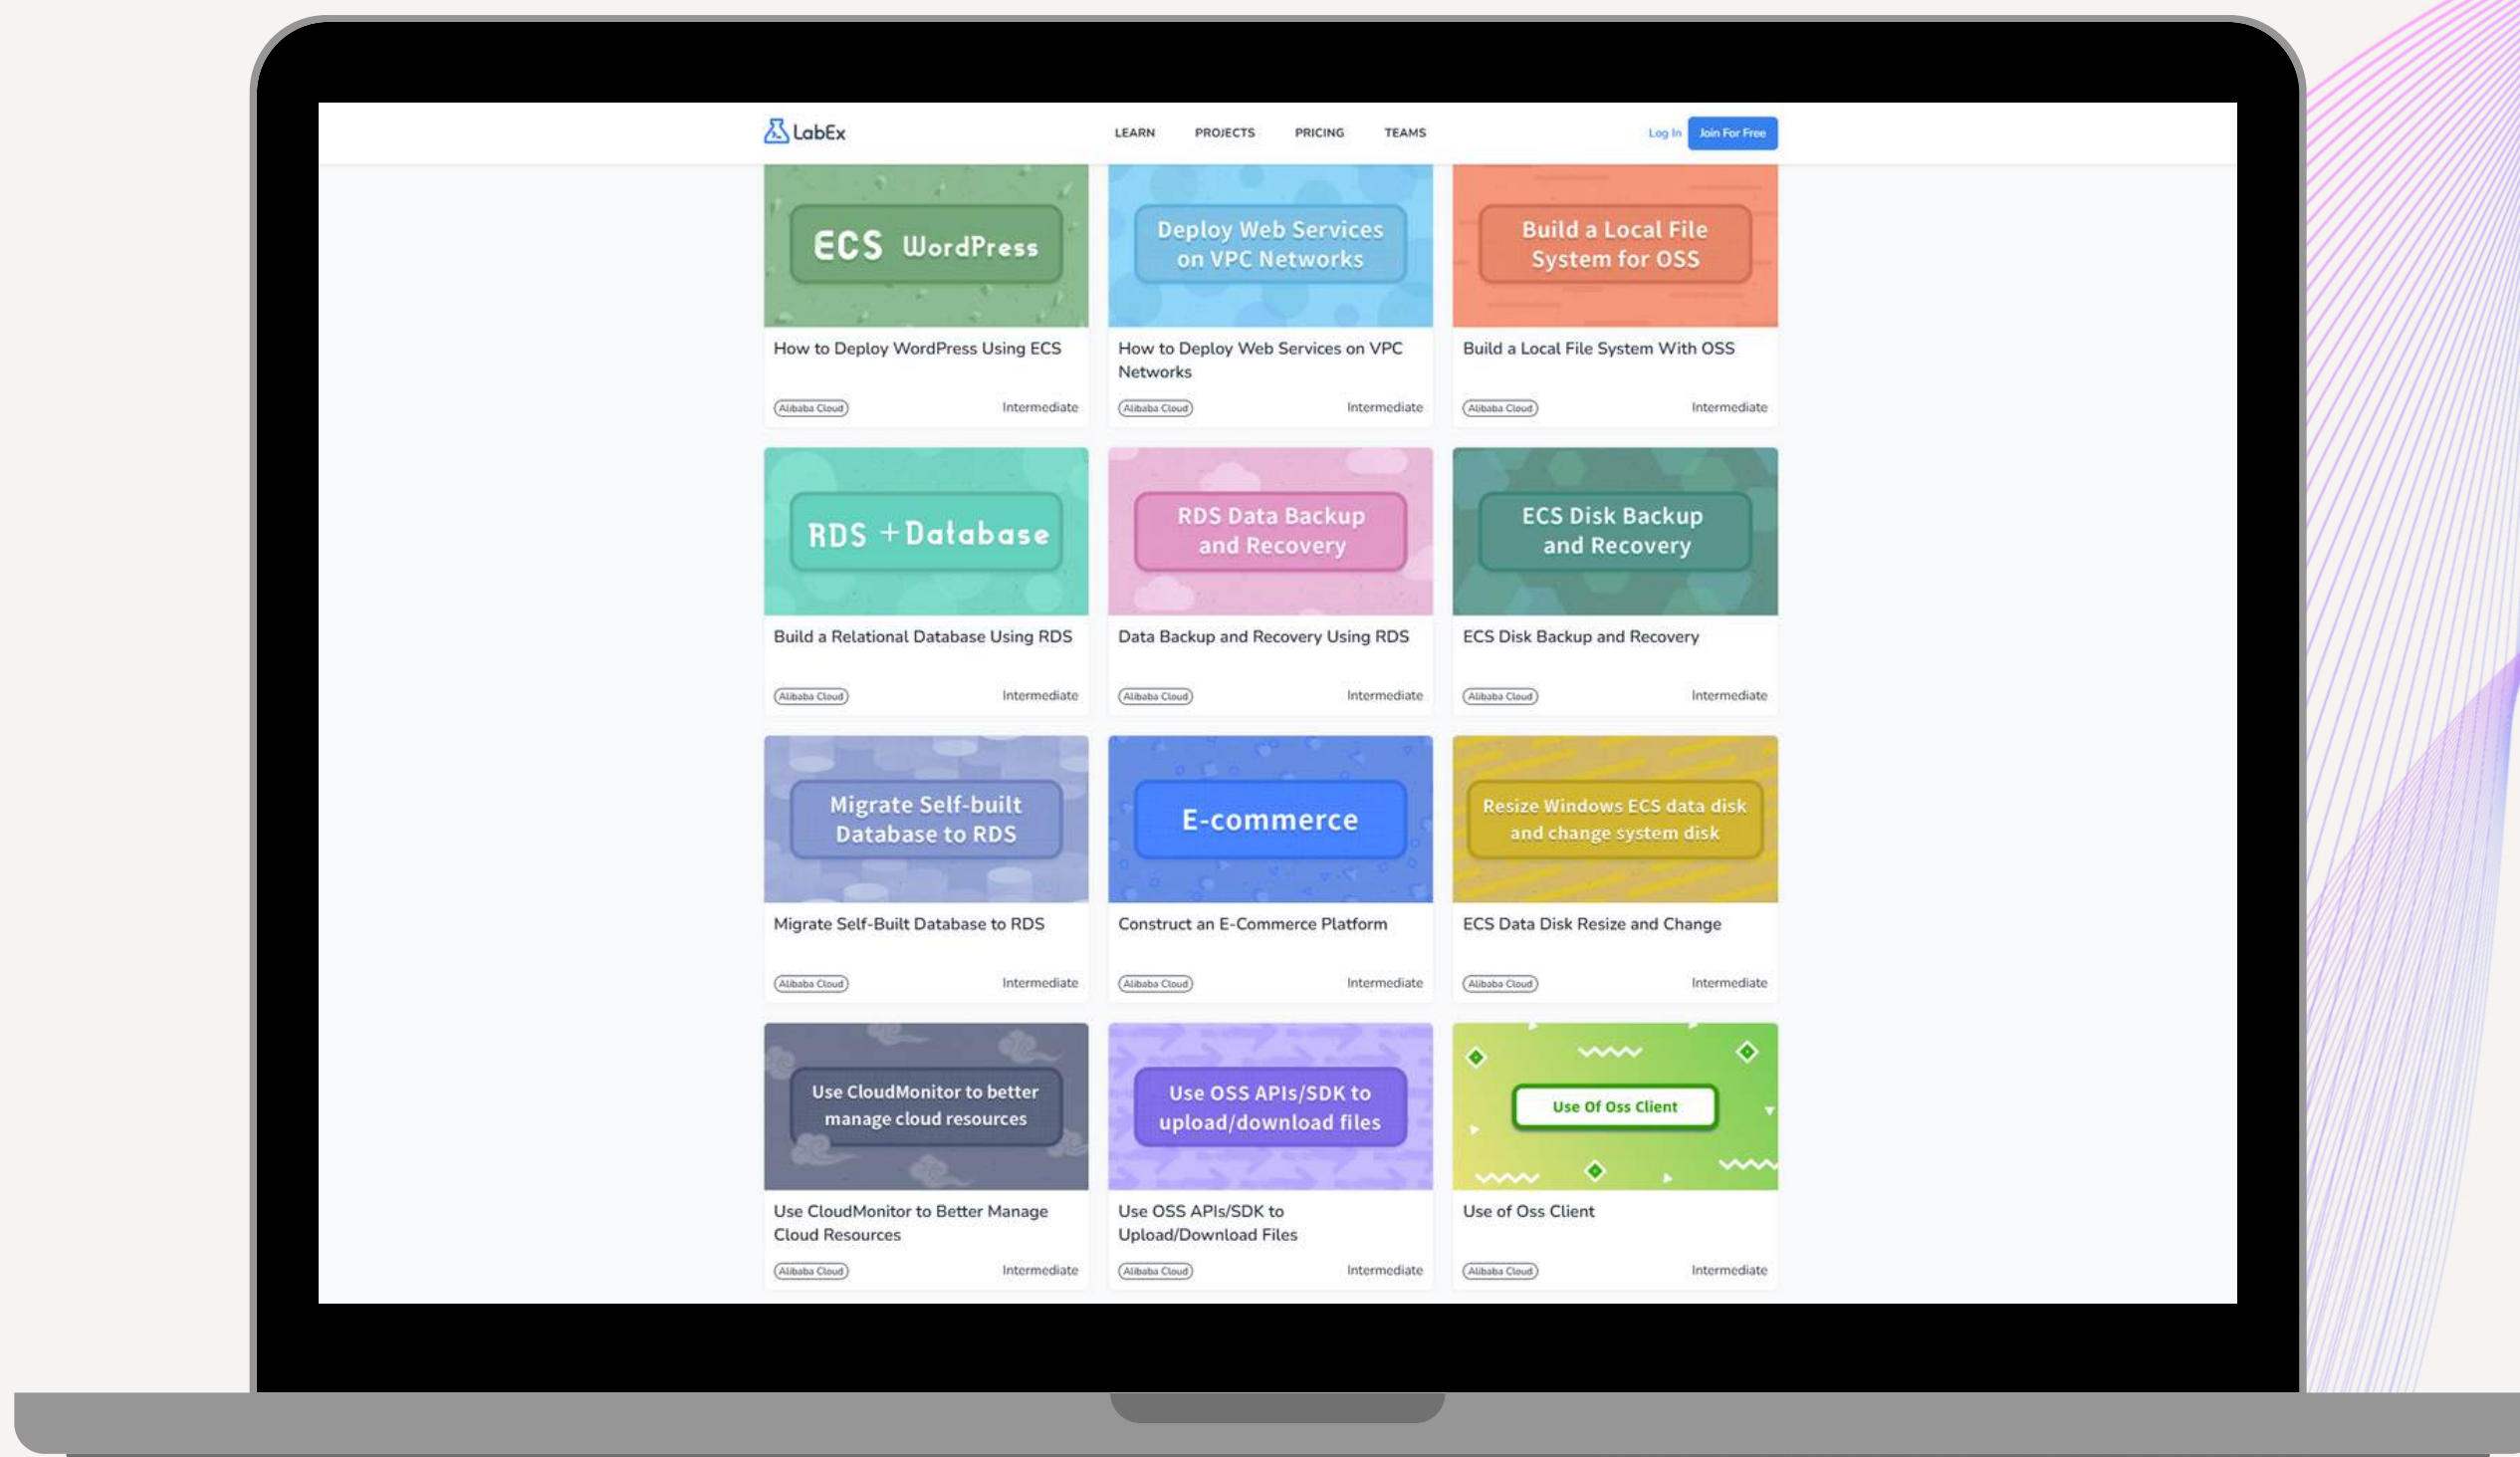 LabEx
LEARN PROJECTS PRICING TEAMS Log In Join For Free
ECS WordPress
How to Deploy WordPress Using ECS
Alibaba Cloud Intermediate
Deploy Web Services
on VPC Networks
How to Deploy Web Services on VPC
Networks
Alibaba Cloud Intermediate
Build a Local File
System for OSS
Build a Local File System With OSS
Alibaba Cloud Intermediate
RDS +Database
Build a Relational Database Using RDS
Alibaba Cloud Intermediate
RDS Data Backup
and Recovery
Data Backup and Recovery Using RDS
Alibaba Cloud Intermediate
ECS Disk Backup
and Recovery
ECS Disk Backup and Recovery
Alibaba Cloud Intermediate
Migrate Self-built
Database to RDS
Migrate Self-Built Database to RDS
Alibaba Cloud Intermediate
E-commerce
Construct an E-Commerce Platform
Alibaba Cloud Intermediate
Resize Windows ECS data disk
and change system disk
ECS Data Disk Resize and Change
Alibaba Cloud Intermediate
Use CloudMonitor to better
manage cloud resources
Use CloudMonitor to Better Manage
Cloud Resources
Alibaba Cloud Intermediate
Use OSS APIs/SDK to
upload/download files
Use OSS APIs/SDK to
Upload/Download Files
Alibaba Cloud Intermediate
Use Of Oss Client
Use of Oss Client
Alibaba Cloud Intermediate